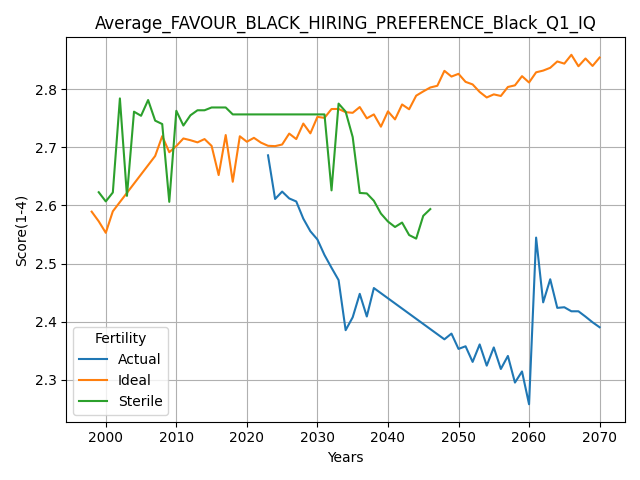 Average_FAVOUR_BLACK_HIRING_PREFERENCE_Black_Q1_IQ
Score(1-4)
2.8
2.7
2.6
2.5
2.4
2.3
Fertility
Actual
Ideal
Sterile
2000 2010 2020 2030 2040 2050 2060 2070
Years